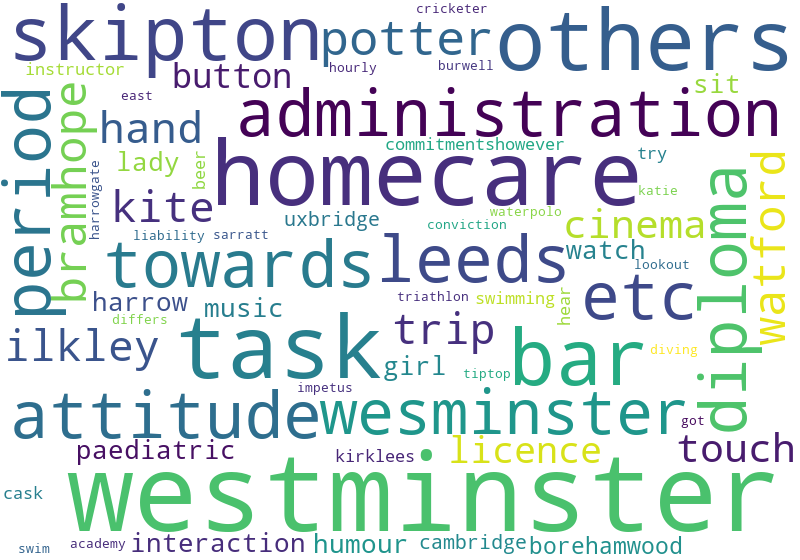 cricketer
skipton
potter
others
instructor
button
hourly
burwell
sit
period
bramhope
east
hand
administration
commitmentshowever
try
harrowgate
lady
beer
homecare
katie
watford
diploma
kite
uxbridge
waterpolo
conviction
cinema
liability
sarratt
towards
leeds
watch
lookout
harrow
music
triathlon
swimming
hear
etc
differs
ilkley
task
trip
girl
tiptop
bar
diving
impetus
attitude
wesminster
got
paediatric
kirklees
licence
touch
westminster
cask
swim
academy
interaction
humour
cambridge
borehamwood